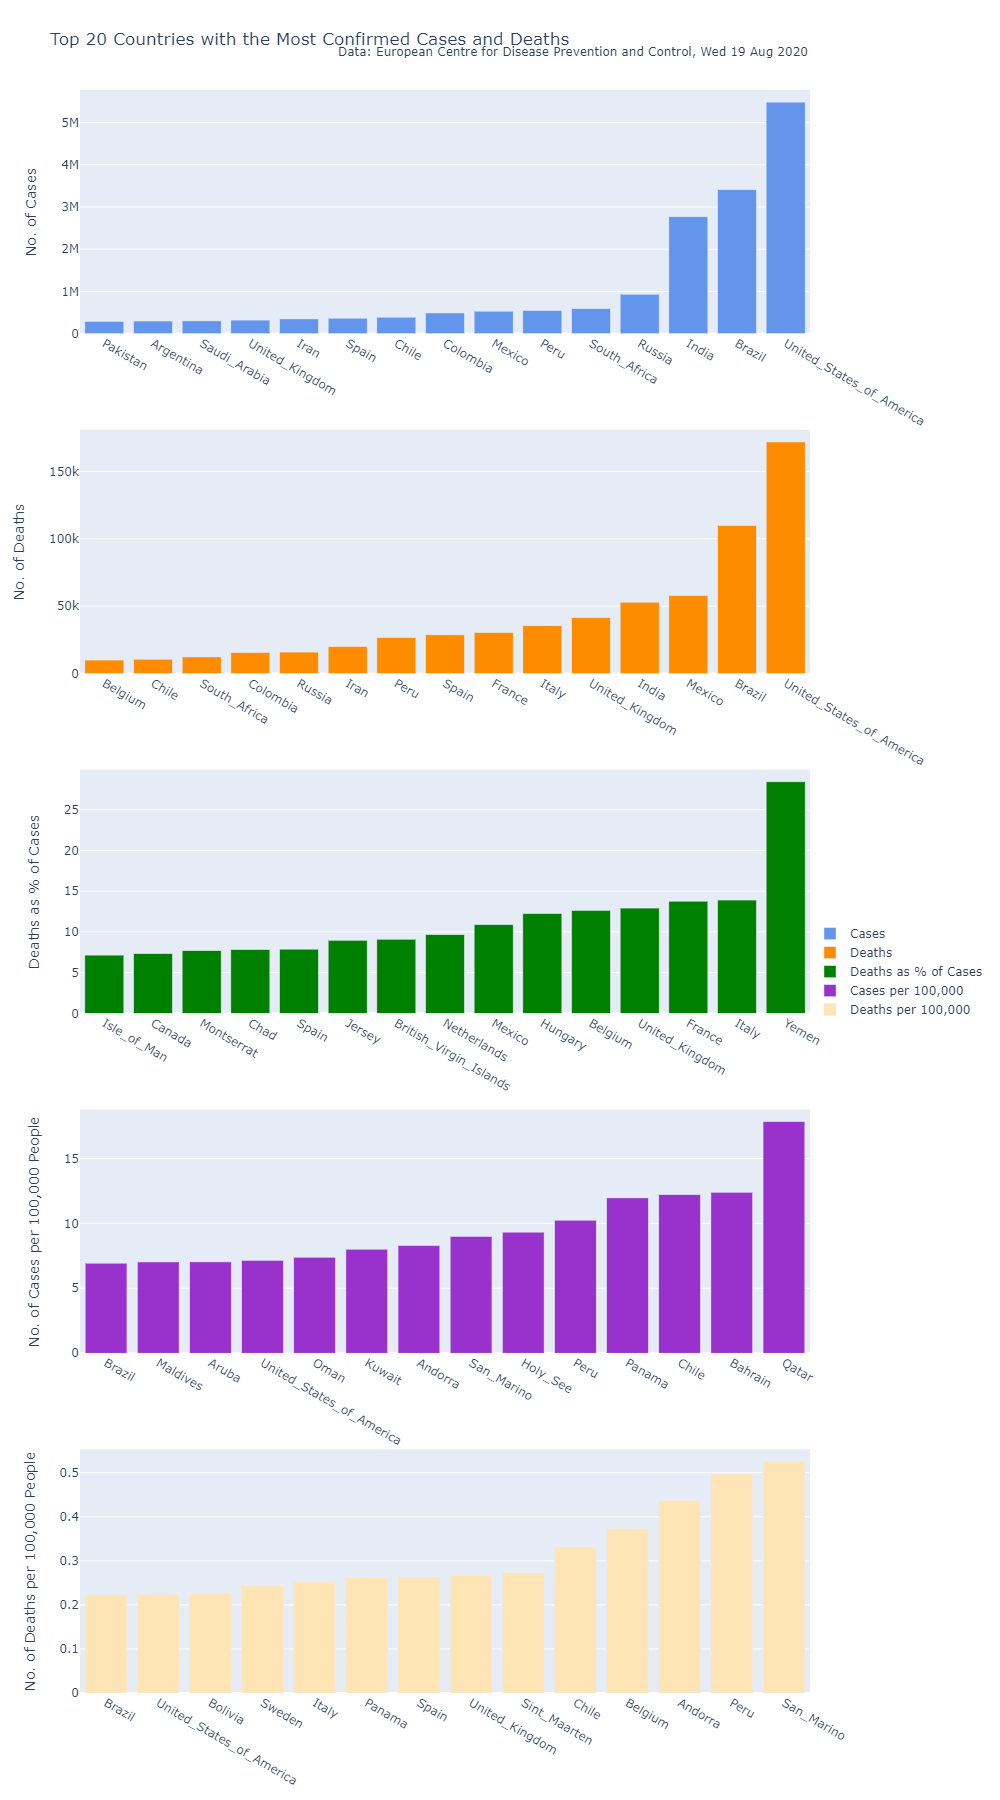 Top 20 Countries with the Most Confirmed Cases and Deaths
Data: European Centre for Disease Prevention and Control, Wed 19 Aug 2020
No. of Cases
5M
4M
3M
2M
1M
0
Pakistan
Argentina
Saudi_Arabia
United_Kingdom
Iran
Spain
Chile
Colombia
Mexico
Peru
South_Africa
Russia
India
Brazil
United_States_of_America
No. of Deaths
150k
100k
50k
0
Belgium
Chile
South_Africa
Colombia
Russia
Iran
Peru
Spain
France
Italy
United_Kingdom
India
Mexico
Brazil
United_States_of_America
Deaths as % of Cases
25
20
15
10
5
0
Isle_of_Man
Canada
Montserrat
Chad
Spain
Jersey
British_Virgin_Islands
Netherlands
Mexico
Hungary
Belgium
United_Kingdom
France
Italy
Yemen
Cases
Deaths
Deaths as % of Cases
Cases per 100,000
Deaths per 100,000
No. of Cases per 100,000 People
15
10
5
0
Brazil
Maldives
Aruba
United_States_of_America
Oman
Kuwait
Andorra
San_Marino
Holy_See
Peru
Panama
Chile
Bahrain
Qatar
No. of Deaths per 100,000 People
0.5
0.4
0.3
0.2
0.1
0
Brazil
United_States_of_America
Bolivia
Sweden
Italy
Panama
Spain
United_Kingdom
Sint_Maarten
Chile
Belgium
Andorra
Peru
San_Marino